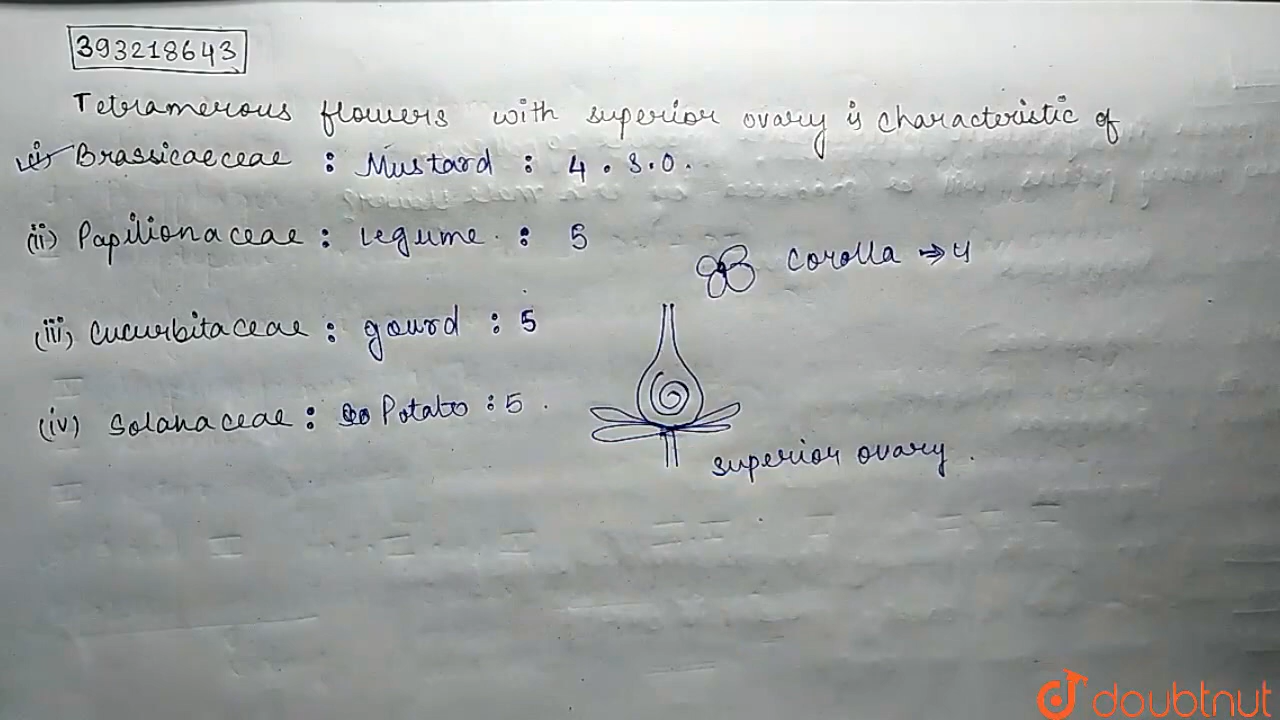 393218643
Tetramerous flowers with superior ovary is characteristic of
(i) Brassicaeceae : Mustard : 4 . S.O.
(ii) Papilionaceae : legume : 5
corolla → 4
(iii) Cucurbitaceae : gourd : 5
(iv) Solanaceae : Potato : 5 .
superior ovary .
doubtnut